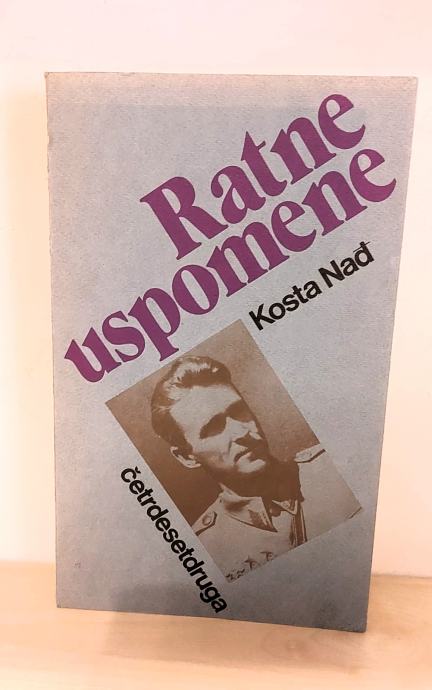 Ratne
uspomene
Kosta Nađ
četrdesetdruga